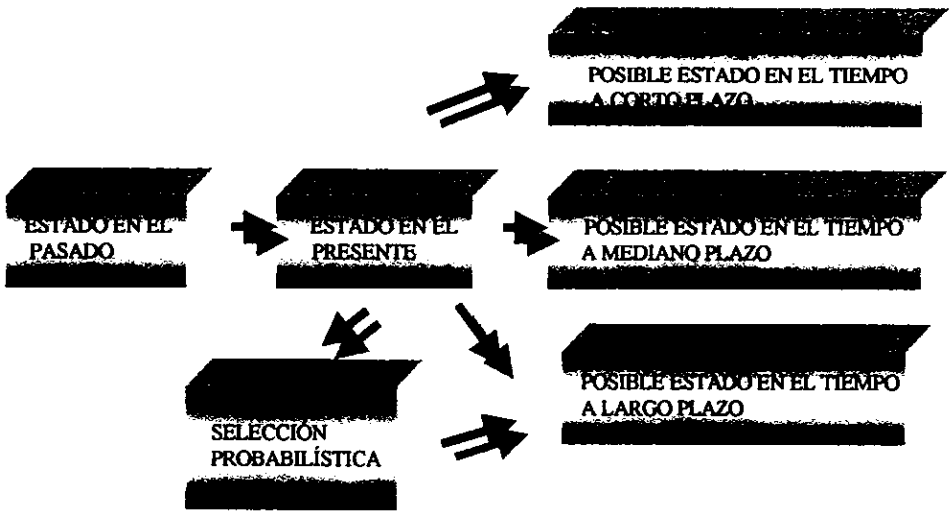 POSIBLE ESTADO EN EL TIEMPO
A CORTO PLAZO
ESTADO EN EL
PASADO
ESTADO EN EL
PRESENTE
POSIBLE ESTADO EN EL TIEMPO
A MEDIANO PLAZO
POSIBLE ESTADO EN EL TIEMPO
A LARGO PLAZO
SELECCIÓN
PROBABILÍSTICA